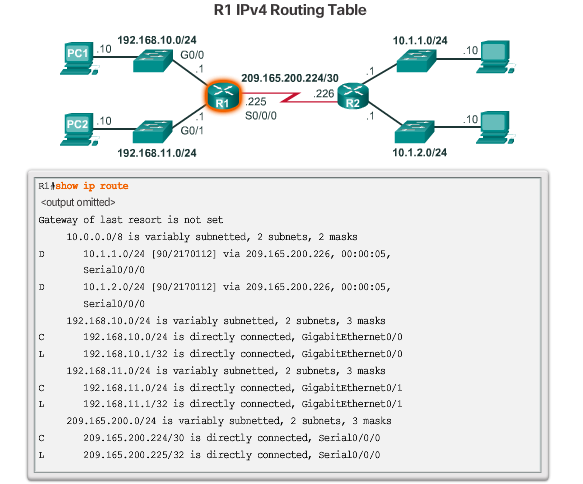 R1 IPv4 Routing Table
192.168.10.0/24
10.1.1.0/24
PC1
.10
G0/0
.10
.1
209.165.200.224/30
.1
R1
.225
.226
R2
S0/0/0
PC2
.10
.1
G0/1
.1
.10
192.168.11.0/24
10.1.2.0/24
R1#show ip route
<output omitted>
Gateway of last resort is not set
10.0.0.0/8 is variably subnetted, 2 subnets, 2 masks
D 10.1.1.0/24 [90/2170112] via 209.165.200.226, 00:00:05,
Serial0/0/0
D 10.1.2.0/24 [90/2170112] via 209.165.200.226, 00:00:05,
Serial0/0/0
192.168.10.0/24 is variably subnetted, 2 subnets, 3 masks
C 192.168.10.0/24 is directly connected, GigabitEthernet0/0
L 192.168.10.1/32 is directly connected, GigabitEthernet0/0
192.168.11.0/24 is variably subnetted, 2 subnets, 3 masks
C 192.168.11.0/24 is directly connected, GigabitEthernet0/1
L 192.168.11.1/32 is directly connected, GigabitEthernet0/1
209.165.200.0/24 is variably subnetted, 2 subnets, 3 masks
C 209.165.200.224/30 is directly connected, Serial0/0/0
L 209.165.200.225/32 is directly connected, Serial0/0/0